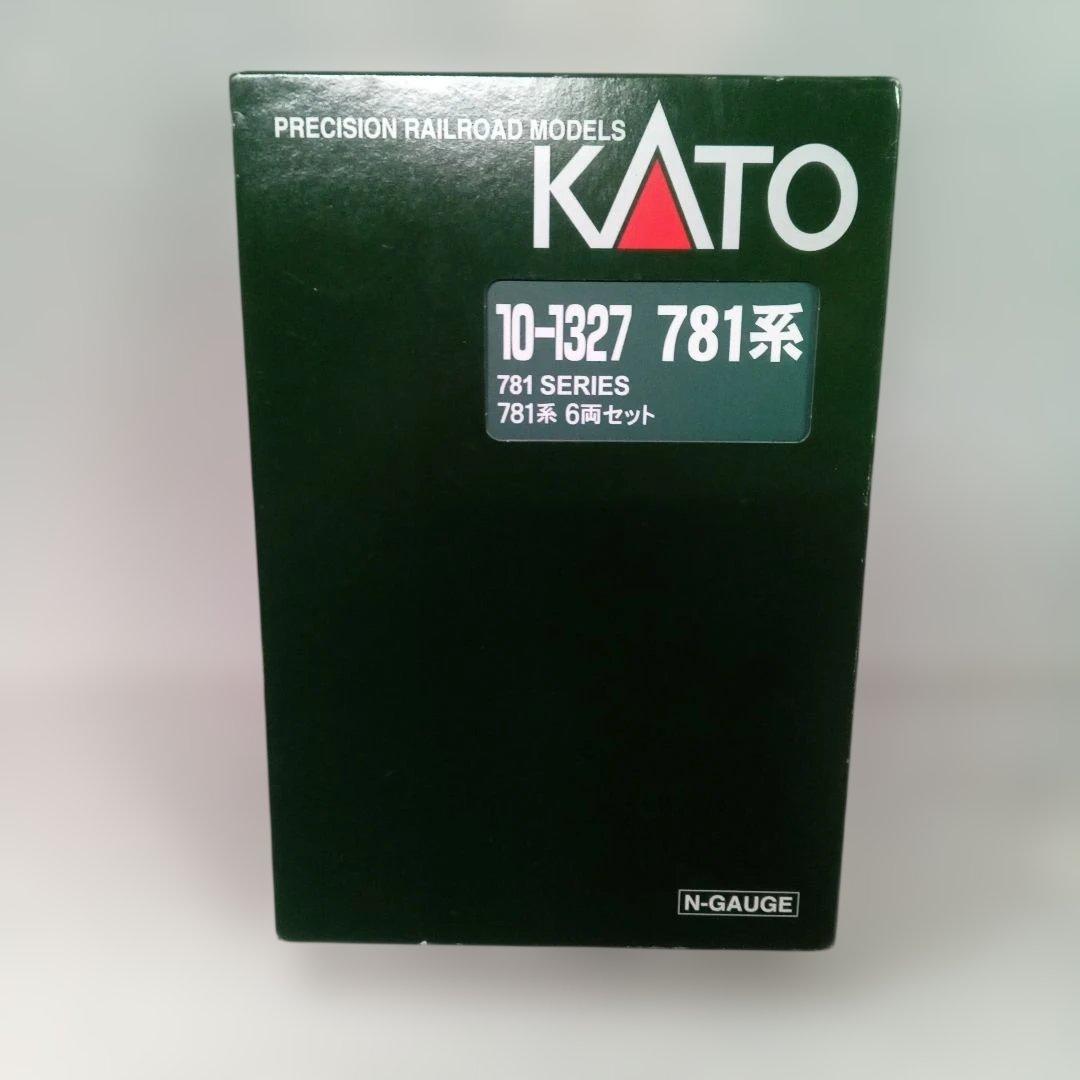 PRECISION RAILROAD MODELS
KATO
10-1327 781系
781 SERIES
781系 6両セット
N-GAUGE